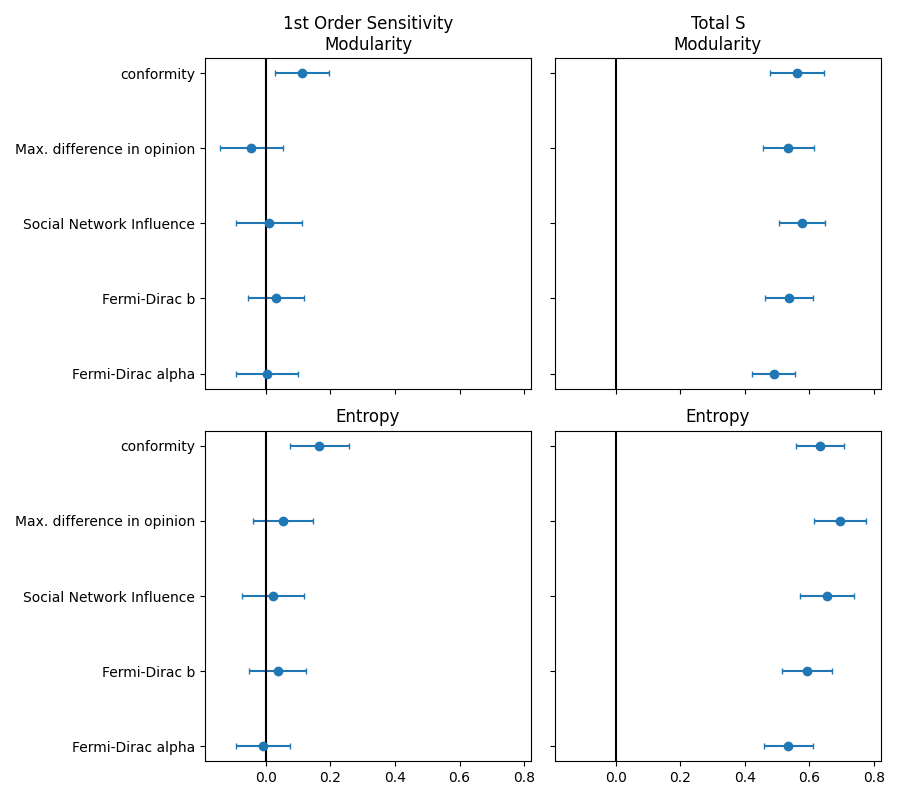 1st Order Sensitivity
Modularity
Total S
Modularity
conformity
Max. difference in opinion
Social Network Influence
Fermi-Dirac b
Fermi-Dirac alpha
Entropy
Entropy
conformity
Max. difference in opinion
Social Network Influence
Fermi-Dirac b
Fermi-Dirac alpha
0.0 0.2 0.4 0.6 0.8
0.0 0.2 0.4 0.6 0.8